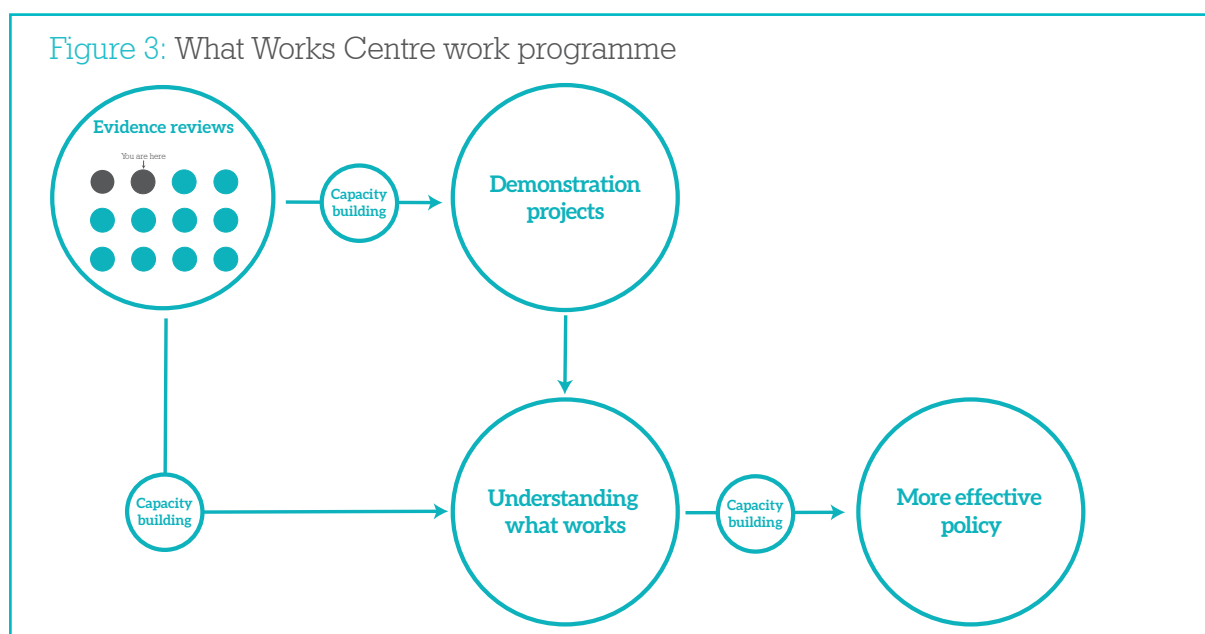 Figure 3: What Works Centre work programme
Evidence reviews
You are here
Capacity
building
Demonstration
projects
Capacity
building
Understanding
what works
Capacity
building
More effective
policy